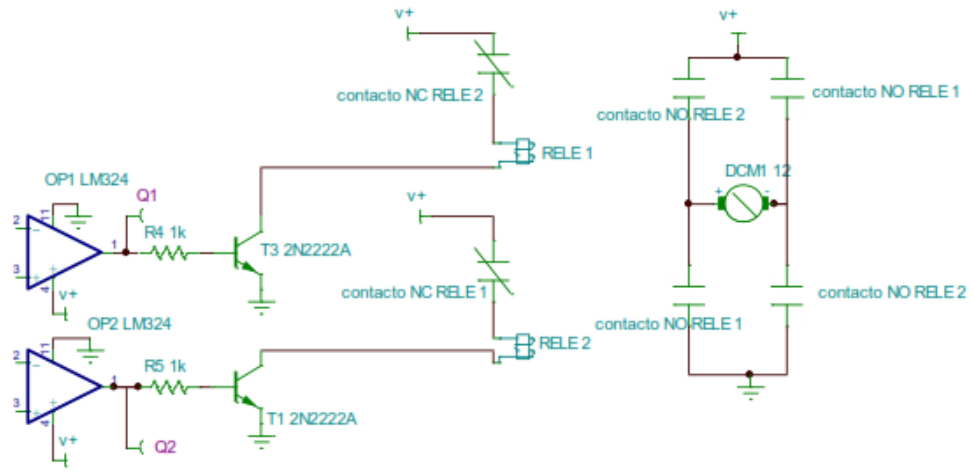 v+
v+
contacto NC RELE 2
contacto NO RELE 1
contacto NO RELE 2
RELE 1
OP1 LM324
Q1
DCM1 12
+
-
2
11
-
R4 1k
1
3
+
+
4
T3 2N2222A
v+
v+
contacto NC RELE 1
contacto NO RELE 2
contacto NO RELE 1
OP2 LM324
RELE 2
2
11
-
R5 1k
1
3
+
+
4
T1 2N2222A
v+
Q2